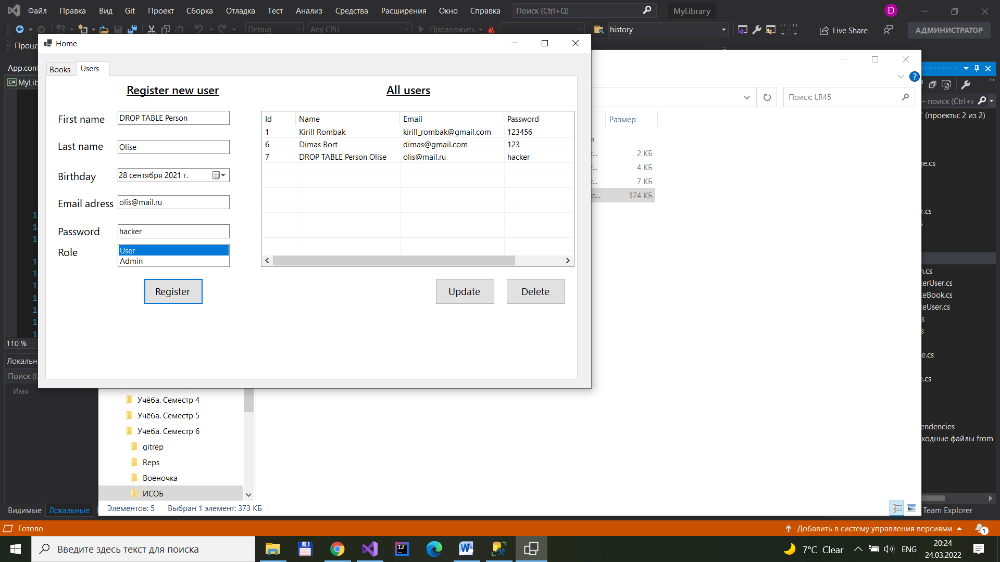 Файл Правка Вид Git Проект Сборка Отладка Тест Анализ Средства Расширения Окно Справка Поиск (Ctrl+Q) MyLibrary D
Debug Any CPU Продолжить history Live Share АДМИНИСТРАТОР
Home
Books Users
Register new user
All users
First name DROP TABLE Person
Last name Olise
Birthday 28 сентября 2021 г.
Email adress olis@mail.ru
Password hacker
Role User
Admin
Register
Id Name Email Password
1 Kirill Rombak kirill_rombak@gmail.com 123456
6 Dimas Bort dimas@gmail.com 123
7 DROP TABLE Person Olise olis@mail.ru hacker
Update Delete
Поиск: LR45
Размер
2 КБ
4 КБ
7 КБ
374 КБ
– поиск (Ctrl+
(проекты: 2 из 2)
endencies
ходные файлы from
Team Explorer
110 %
Имя
Видимые Локальные
Учёба. Семестр 4
Учёба. Семестр 5
Учёба. Семестр 6
gitrep
Reps
Военочка
ИСОБ
Элементов: 5 Выбран 1 элемент: 373 КБ
Готово
Добавить в систему управления версиями 1
Введите здесь текст для поиска
7°C Clear ENG 20:24
24.03.2022